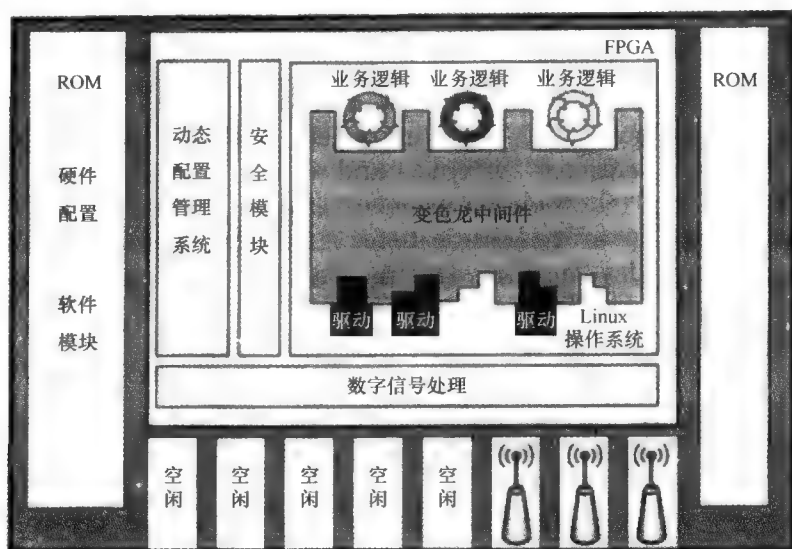 ROM
硬件
配置
软件
模块
FPGA
动态
配置
管理
系统
安
全
模
块
业务逻辑 业务逻辑 业务逻辑
变色龙中间件
驱动 驱动 驱动
Linux
操作系统
数字信号处理
ROM
空闲 空闲 空闲 空闲 空闲